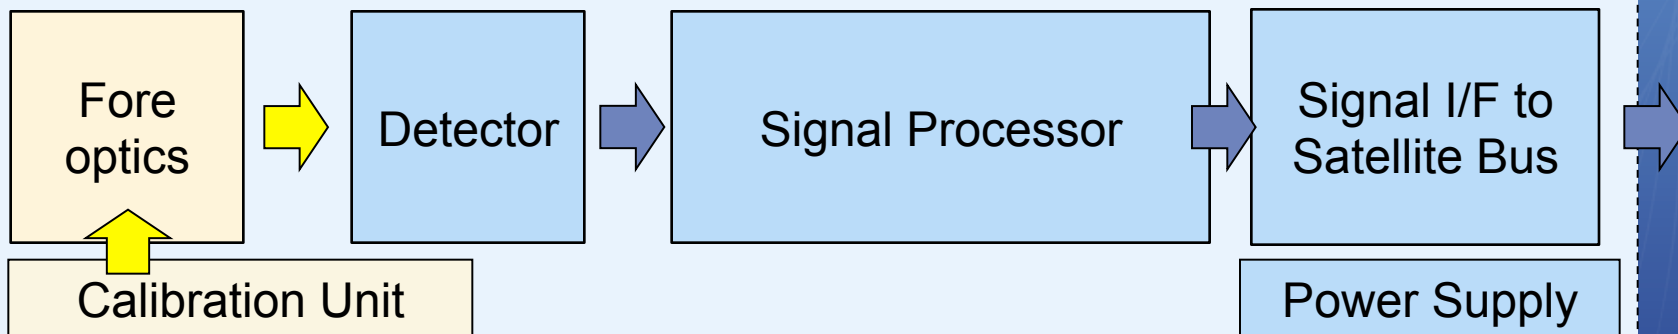 Fore
optics
Detector
Signal Processor
Signal I/F to
Satellite Bus
Calibration Unit
Power Supply